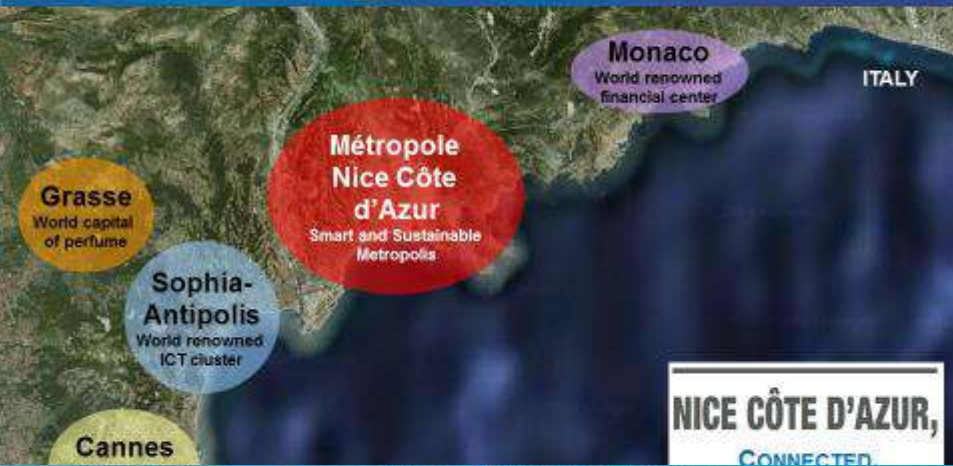 Monaco
World renowned
financial center
ITALY
Métropole
Nice Côte
d'Azur
Smart and Sustainable
Metropolis
Grasse
World capital
of perfume
Sophia-
Antipolis
World renowned
ICT cluster
Cannes
NICE CÔTE D'AZUR,
CONNECTED,